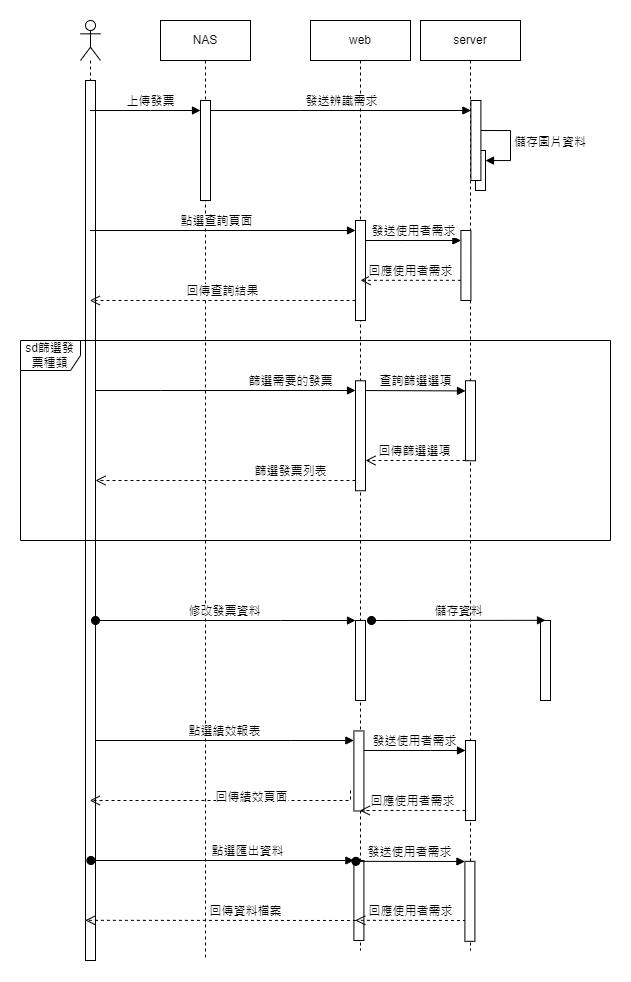 NAS
web
server
上傳發票
發送辨識需求
儲存圖片資料
點選查詢頁面
發送使用者需求
回應使用者需求
回傳查詢結果
sd篩選發
票種類
篩選需要的發票
查詢篩選選項
回傳篩選選項
篩選發票列表
修改發票資料
儲存資料
點選績效報表
發送使用者需求
回傳績效頁面
回應使用者需求
點選匯出資料
發送使用者需求
回傳資料檔案
回應使用者需求